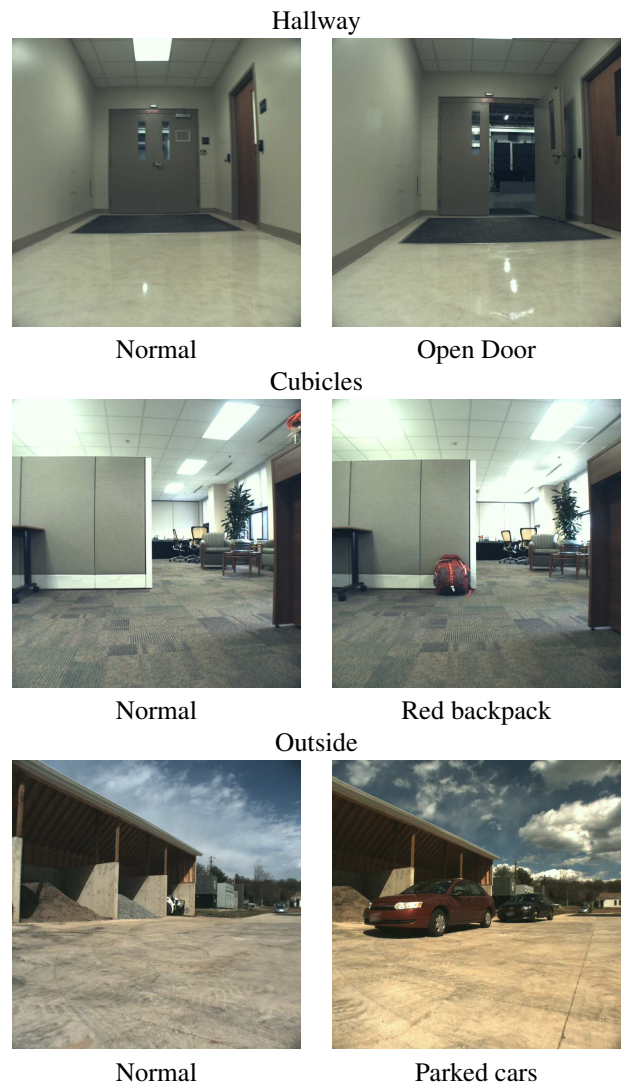 Hallway
Normal Open Door
Cubicles
Normal Red backpack
Outside
Normal Parked cars